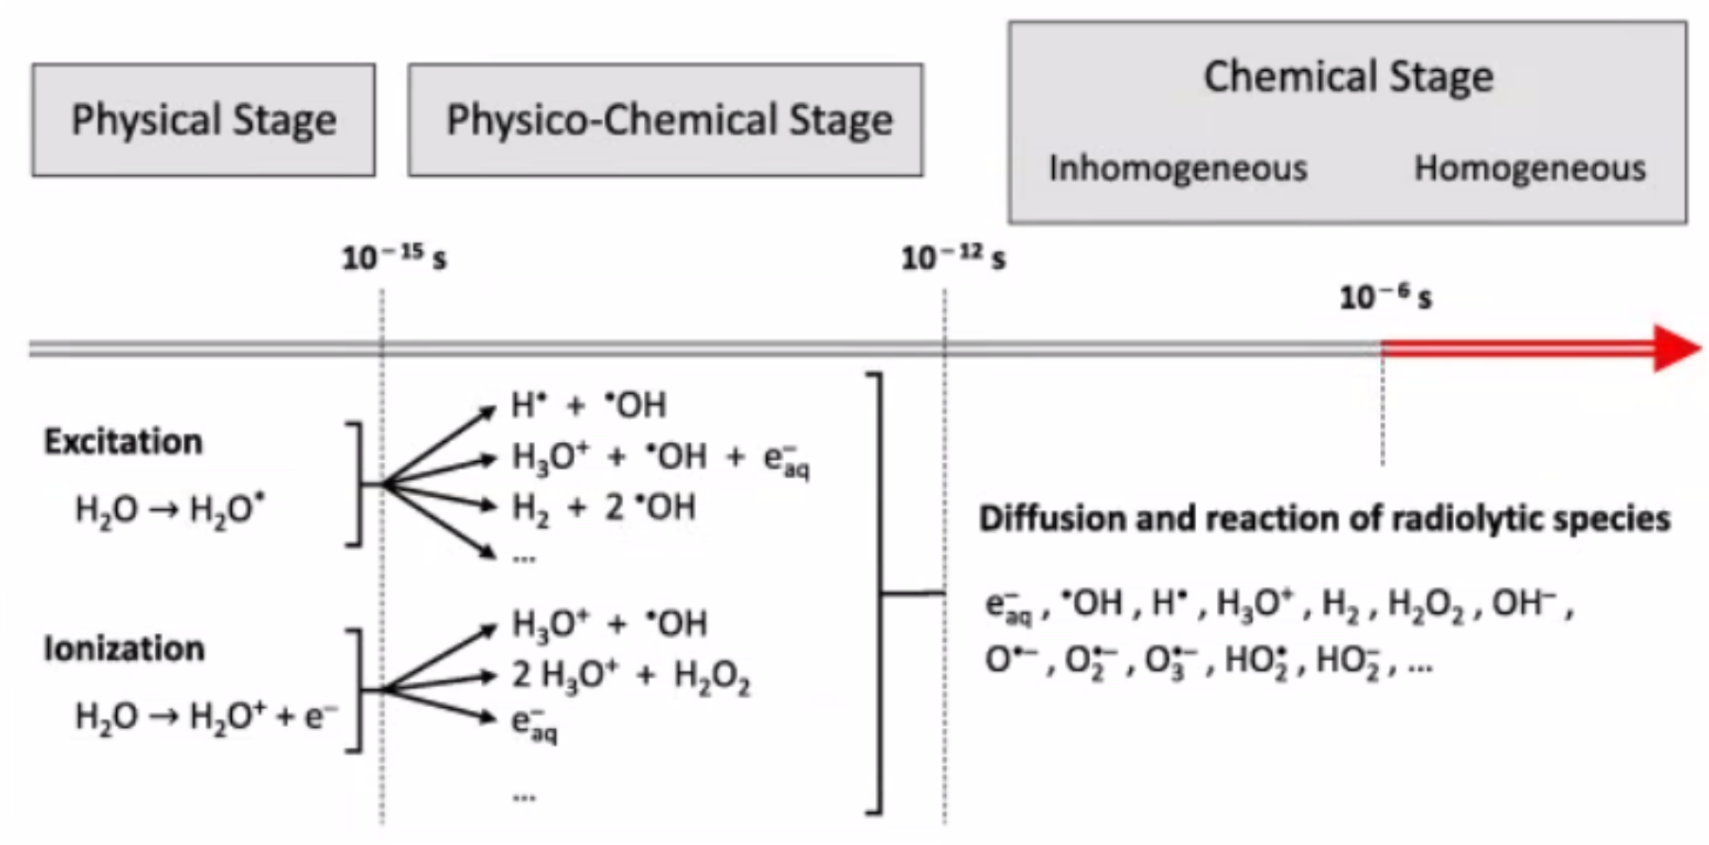 Physical Stage
Physico-Chemical Stage
Chemical Stage
Inhomogeneous Homogeneous
10⁻¹⁵ s
10⁻¹² s
10⁻⁶ s
Excitation
H₂O → H₂O*
H• + •OH
H₃O⁺ + •OH + e⁻aq
H₂ + 2 •OH
...
Ionization
H₂O → H₂O⁺ + e⁻
H₃O⁺ + •OH
2 H₃O⁺ + H₂O₂
e⁻aq
...
Diffusion and reaction of radiolytic species
e⁻aq , •OH , H• , H₃O⁺ , H₂ , H₂O₂ , OH⁻ ,
O•⁻ , O₂•⁻ , O₃•⁻ , HO₂• , HO₂⁻ , ...